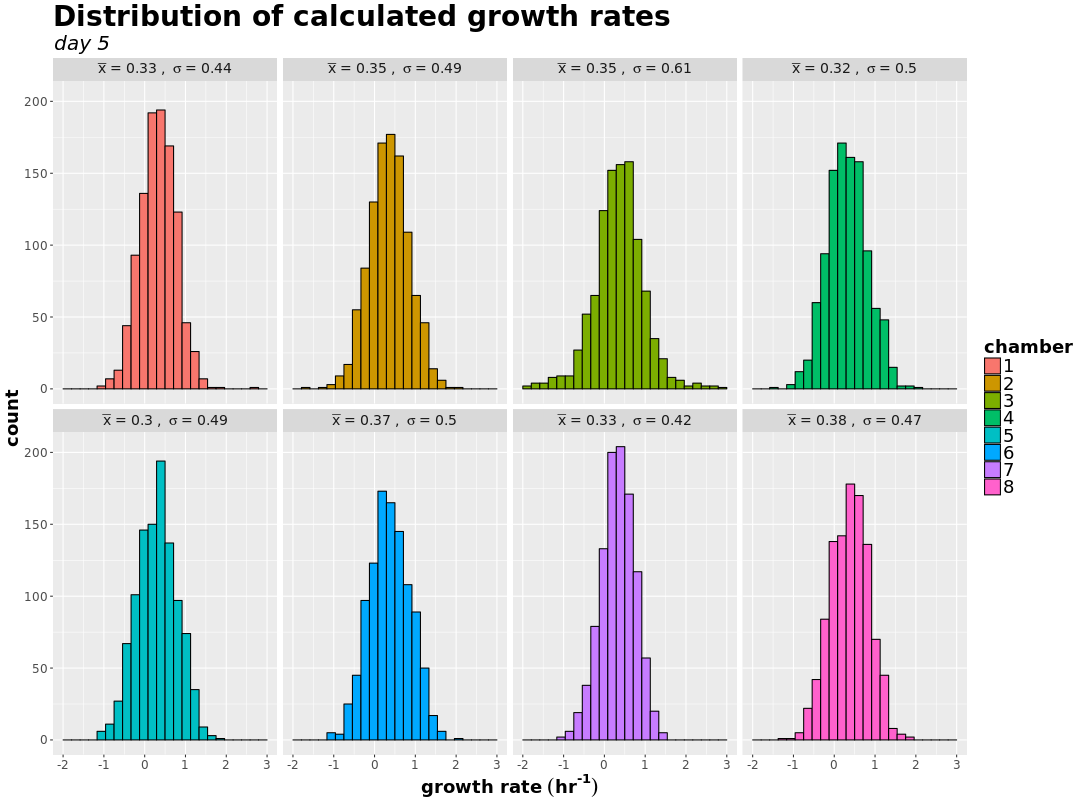 Distribution of calculated growth rates
day 5
x̅ = 0.33 , σ = 0.44
x̅ = 0.35 , σ = 0.49
x̅ = 0.35 , σ = 0.61
x̅ = 0.32 , σ = 0.5
200
150
100
50
0
x̅ = 0.3 , σ = 0.49
x̅ = 0.37 , σ = 0.5
x̅ = 0.33 , σ = 0.42
x̅ = 0.38 , σ = 0.47
200
150
100
50
0
-2 -1 0 1 2 3
-2 -1 0 1 2 3
-2 -1 0 1 2 3
-2 -1 0 1 2 3
count
growth rate (hr⁻¹)
chamber
1
2
3
4
5
6
7
8